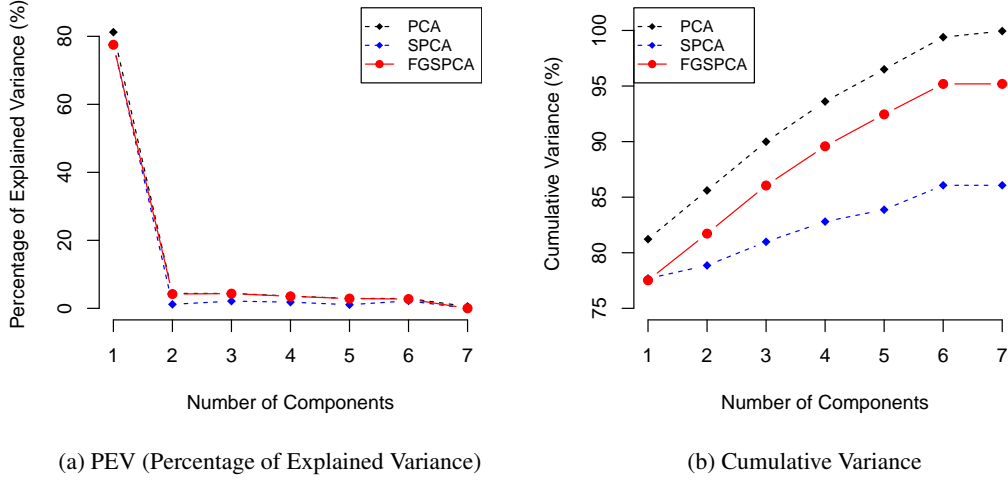 Percentage of Explained Variance (%)
80
60
40
20
0
1 2 3 4 5 6 7
Number of Components
PCA
SPCA
FGSPCA
(a) PEV (Percentage of Explained Variance)
Cumulative Variance (%)
100
95
90
85
80
75
1 2 3 4 5 6 7
Number of Components
PCA
SPCA
FGSPCA
(b) Cumulative Variance